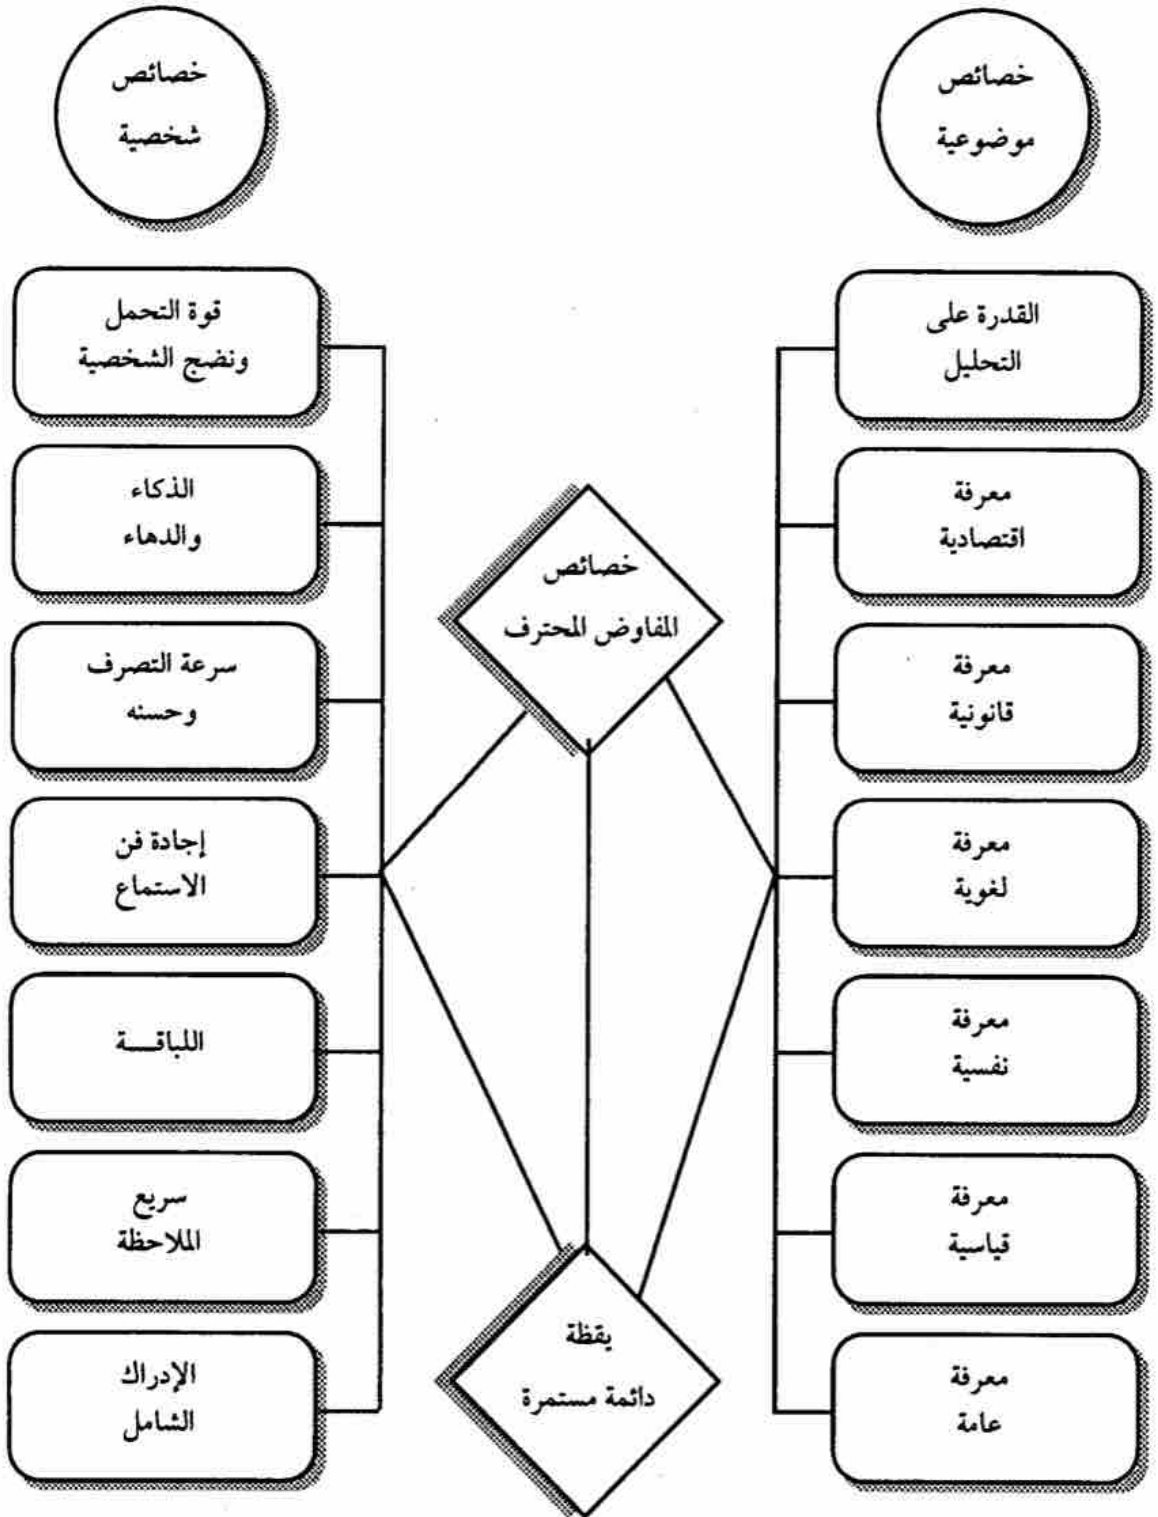 خصائص
موضوعية
القدرة على
التحليل
معرفة
اقتصادية
معرفة
قانونية
معرفة
لغوية
معرفة
نفسية
معرفة
قياسية
معرفة
عامة
خصائص
المفاوض المحترف
يقظة
دائمة مستمرة
خصائص
شخصية
قوة التحمل
ونضج الشخصية
الذكاء
والدهاء
سرعة التصرف
وحسنه
إجادة فن
الاستماع
اللباقـــة
سريع
الملاحظة
الإدراك
الشامل